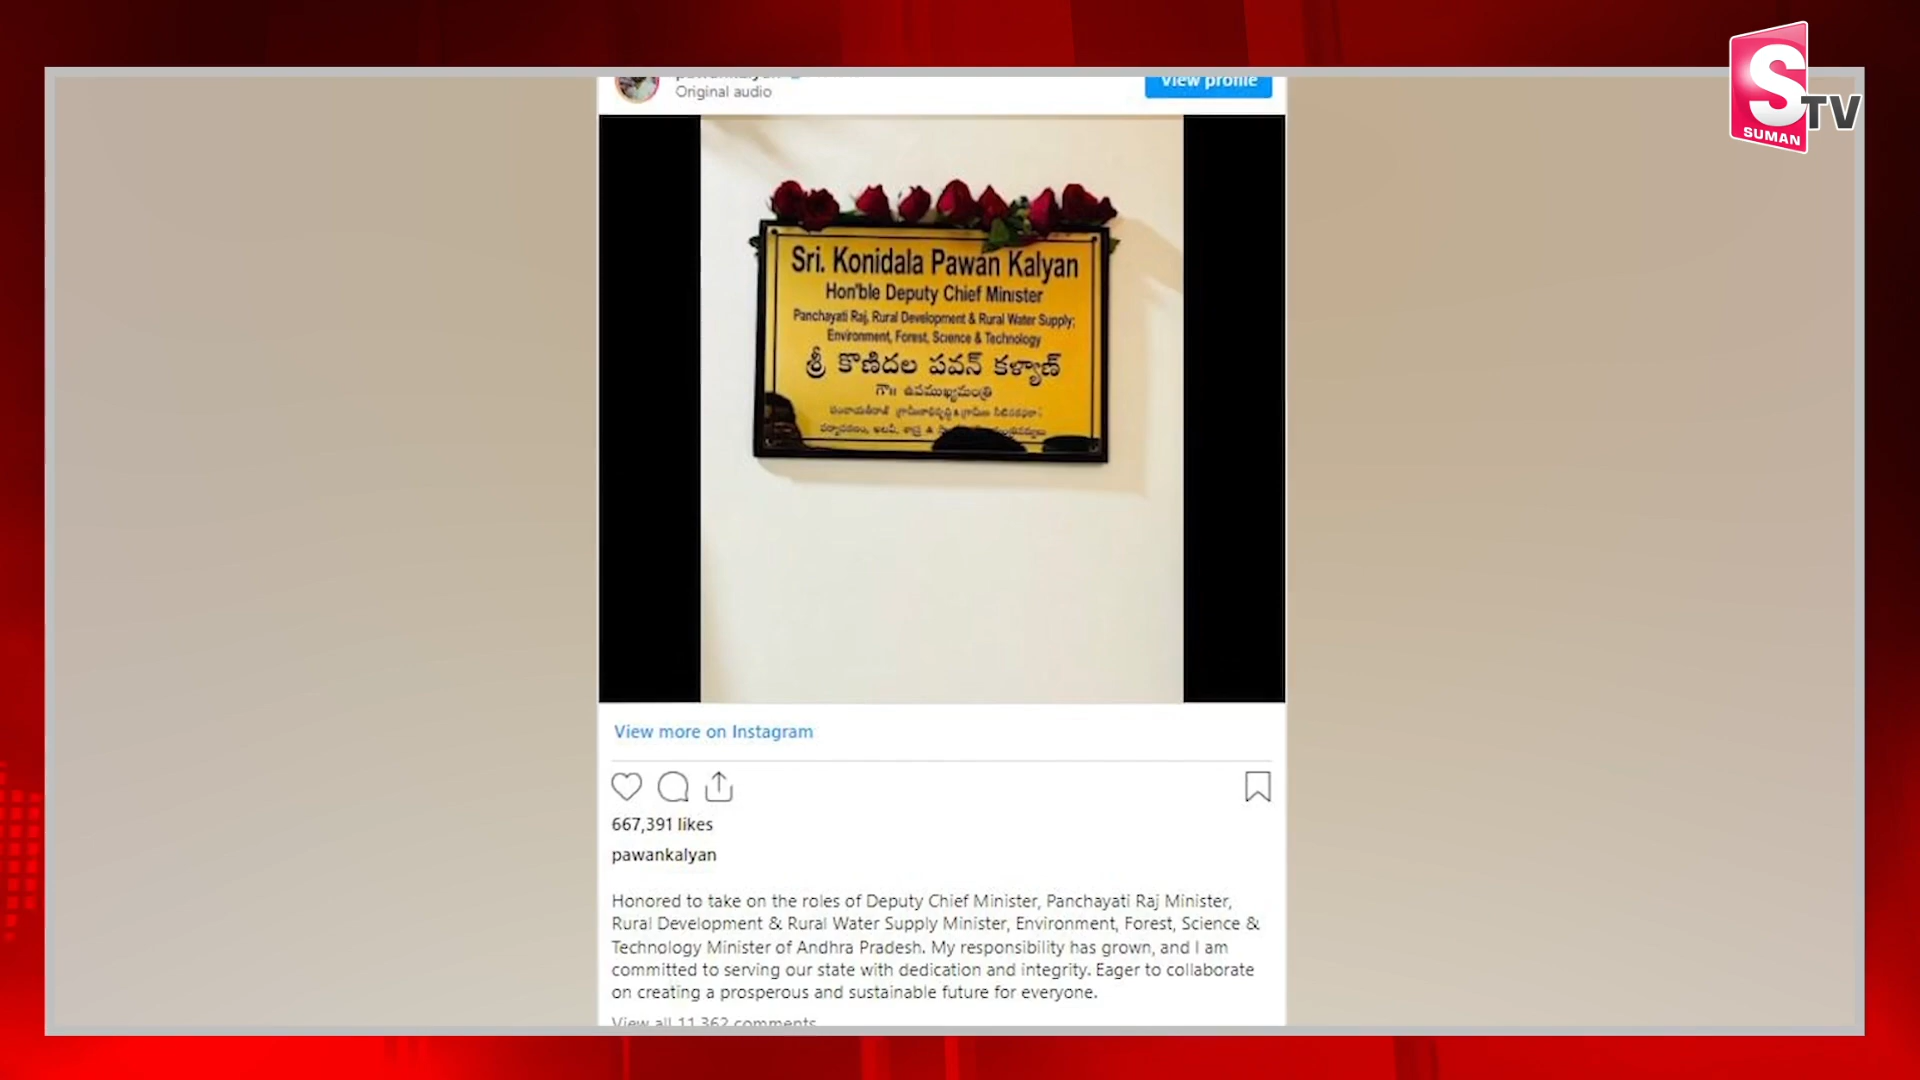 Original audio
View profile
S TV
SUMAN
Sri. Konidala Pawan Kalyan
Hon'ble Deputy Chief Minister
Panchayati Raj, Rural Development & Rural Water Supply;
Environment, Forest, Science & Technology
శ్రీ కొణిదల పవన్ కళ్యాణ్
గౌ|| ఉపముఖ్యమంత్రి
View more on Instagram
667,391 likes
pawankalyan
Honored to take on the roles of Deputy Chief Minister, Panchayati Raj Minister,
Rural Development & Rural Water Supply Minister, Environment, Forest, Science &
Technology Minister of Andhra Pradesh. My responsibility has grown, and I am
committed to serving our state with dedication and integrity. Eager to collaborate
on creating a prosperous and sustainable future for everyone.
View all 11,362 comments